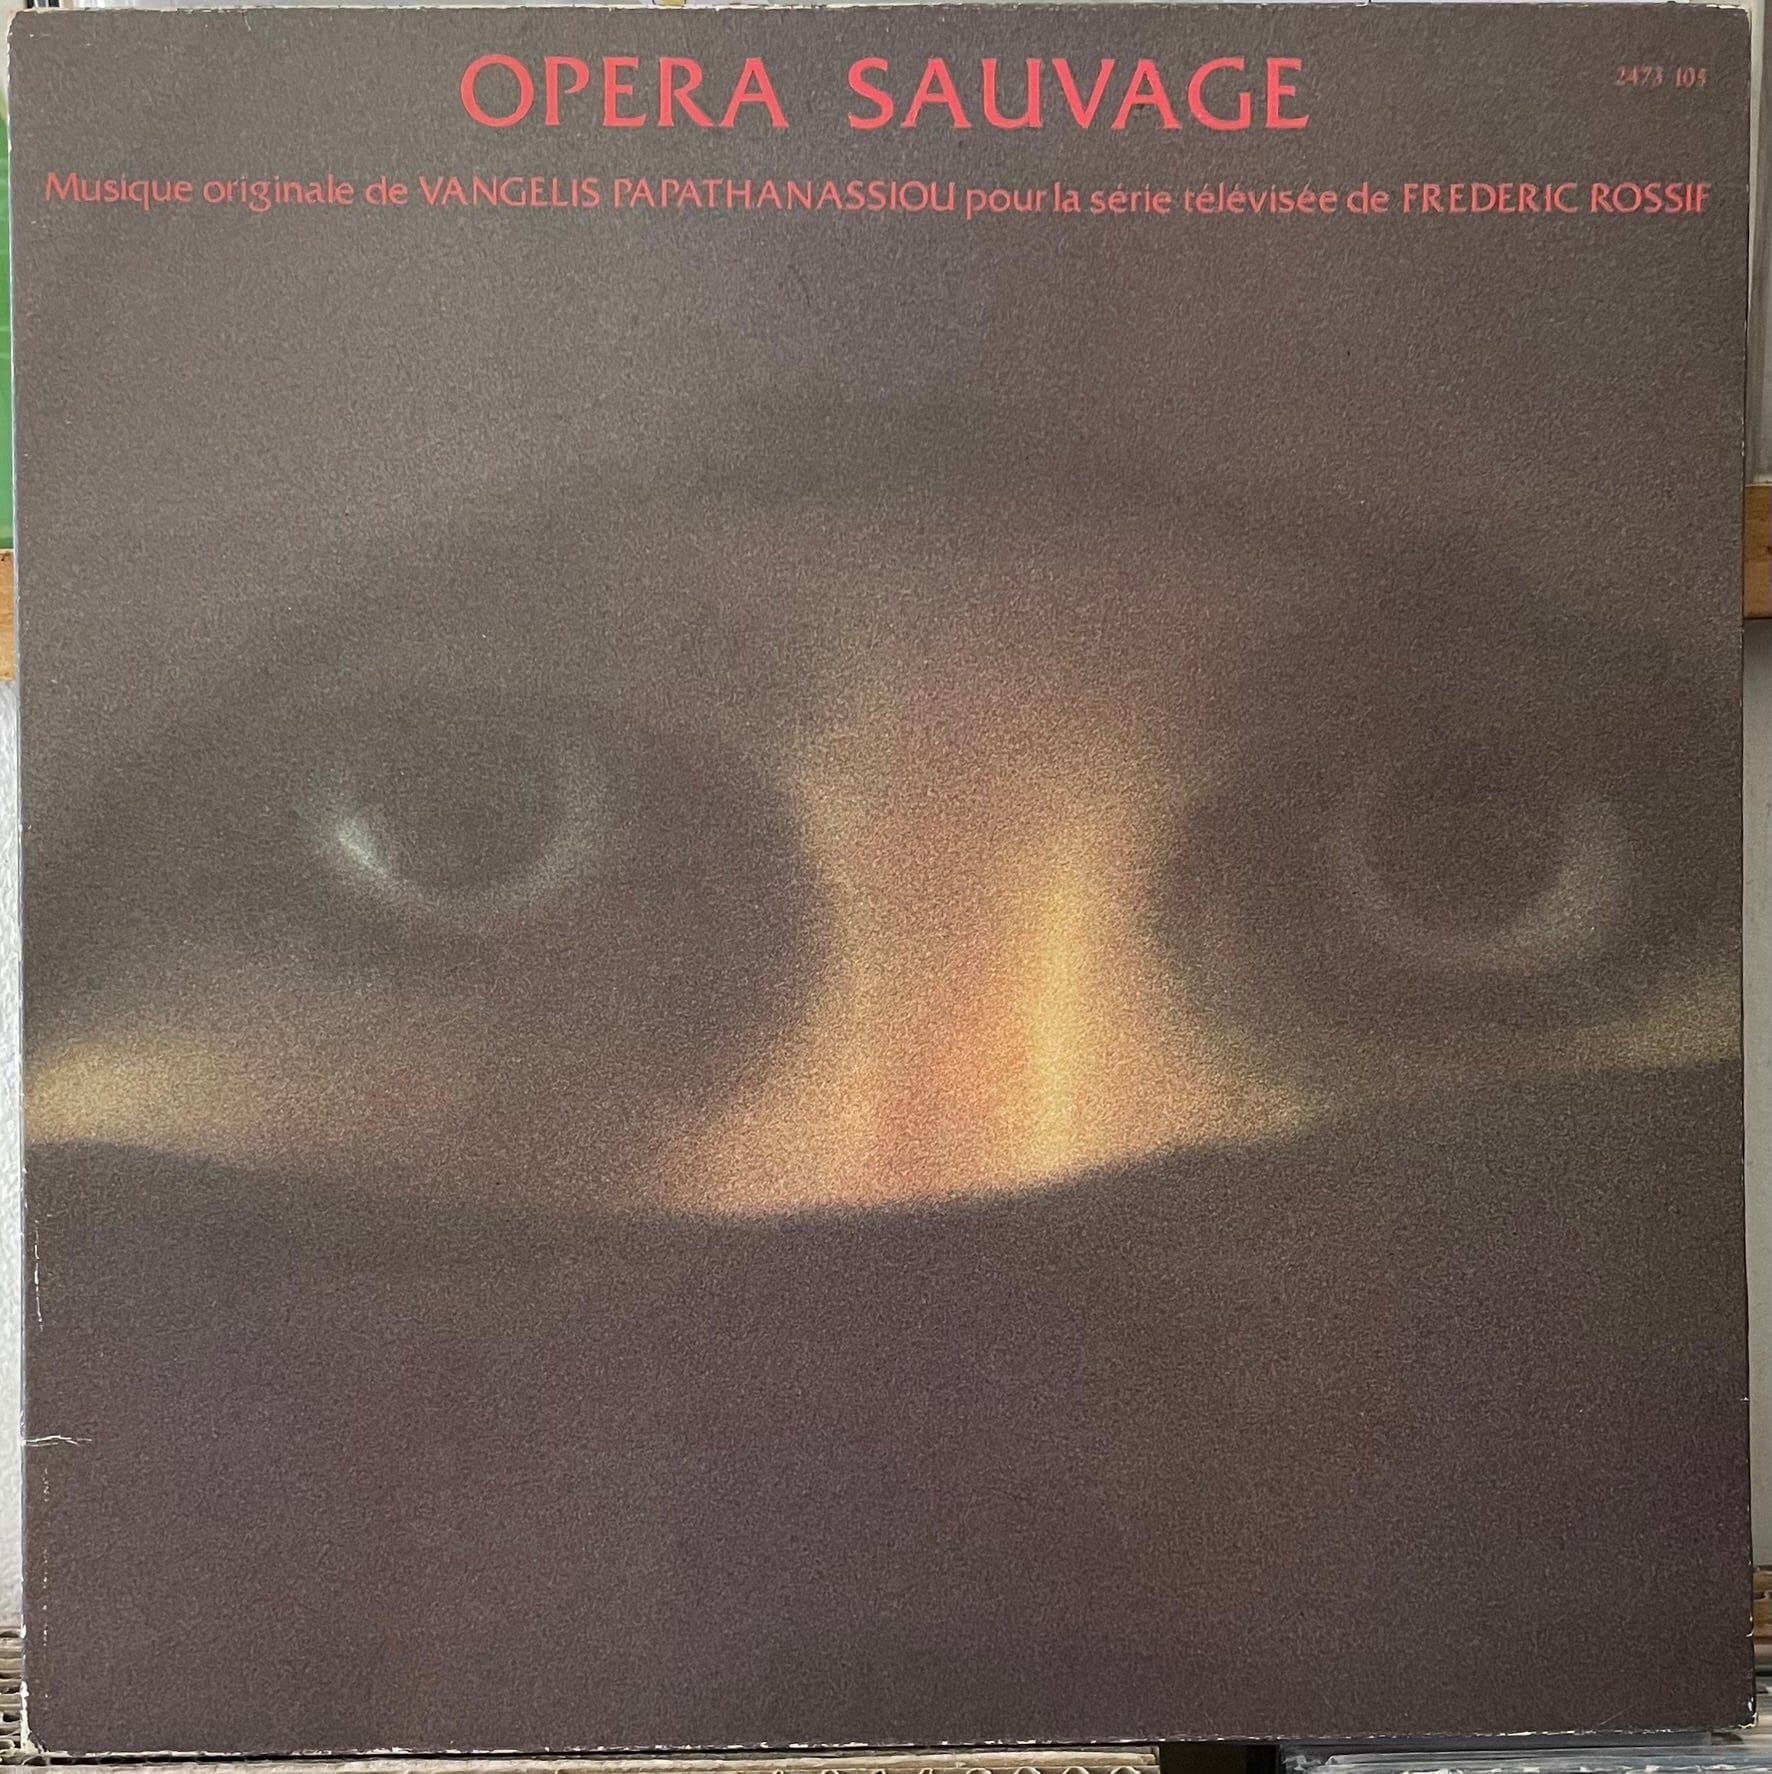 OPERA SAUVAGE
2473 105
Musique originale de VANGELIS PAPATHANASSIOU pour la série télévisée de FREDERIC ROSSIF